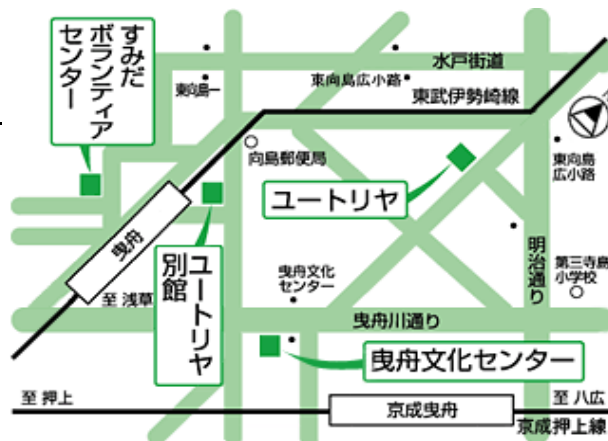 すみだ
ボランティア
センター
水戸街道
東向島一
東向島広小路
東武伊勢崎線
向島郵便局
東向島
広小路
ユートリヤ
曳舟
ユートリヤ
別館
至 浅草
曳舟文化
センター
明治通り
第三寺島
小学校
曳舟川通り
曳舟文化センター
至 押上
京成曳舟
至 八広
京成押上線